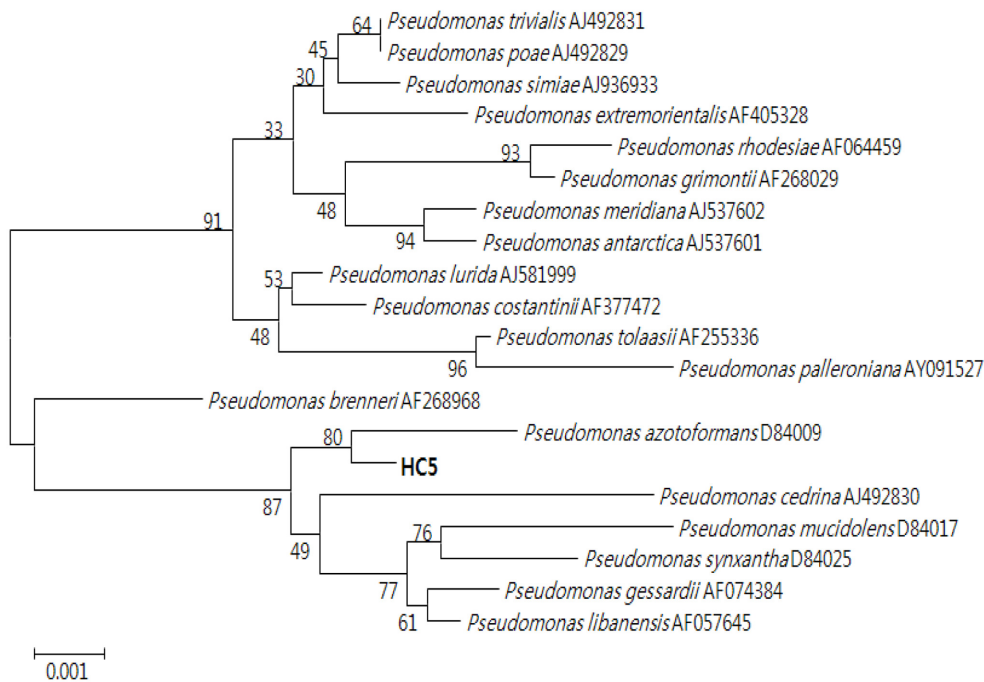 64 Pseudomonas trivialis AJ492831
45 Pseudomonas poae AJ492829
30 Pseudomonas simiae AJ936933
Pseudomonas extremorientalis AF405328
33
93 Pseudomonas rhodesiae AF064459
Pseudomonas grimontii AF268029
48 Pseudomonas meridiana AJ537602
91
94 Pseudomonas antarctica AJ537601
53 Pseudomonas lurida AJ581999
Pseudomonas costantinii AF377472
48 Pseudomonas tolaasii AF255336
96 Pseudomonas palleroniana AY091527
Pseudomonas brenneri AF268968
80 Pseudomonas azotoformans D84009
HC5
87 Pseudomonas cedrina AJ492830
49
76 Pseudomonas mucidolens D84017
Pseudomonas synxantha D84025
77 Pseudomonas gessardii AF074384
61 Pseudomonas libanensis AF057645
0.001